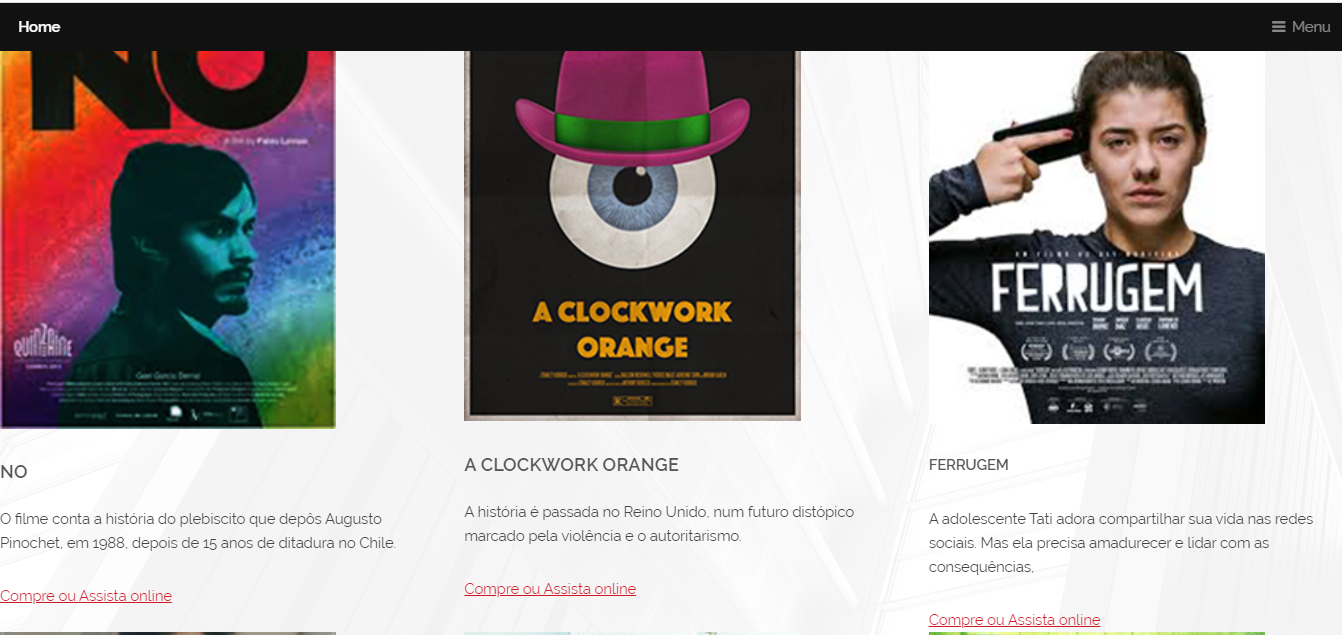 Home
Menu
NO
A film by Pablo Larraín
QUINZAINE
Gael García Bernal
NO
O filme conta a história do plebiscito que depôs Augusto
Pinochet, em 1988, depois de 15 anos de ditadura no Chile.
Compre ou Assista online
A CLOCKWORK
ORANGE
R
A CLOCKWORK ORANGE
A história é passada no Reino Unido, num futuro distópico
marcado pela violência e o autoritarismo.
Compre ou Assista online
FERRUGEM
FERRUGEM
A adolescente Tati adora compartilhar sua vida nas redes
sociais. Mas ela precisa amadurecer e lidar com as
consequências,
Compre ou Assista online